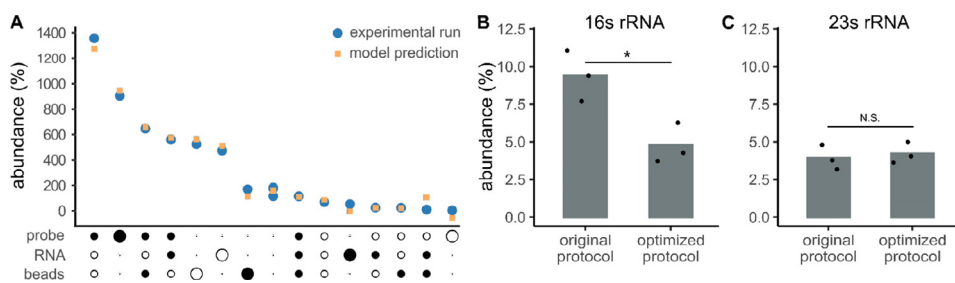 A
abundance (%)
1400
1200
1000
800
600
400
200
0
experimental run
model prediction
probe
RNA
beads
B
16s rRNA
abundance (%)
12.5
10.0
7.5
5.0
2.5
0.0
*
original
protocol
optimized
protocol
C
23s rRNA
12.5
10.0
7.5
5.0
2.5
0.0
N.S.
original
protocol
optimized
protocol